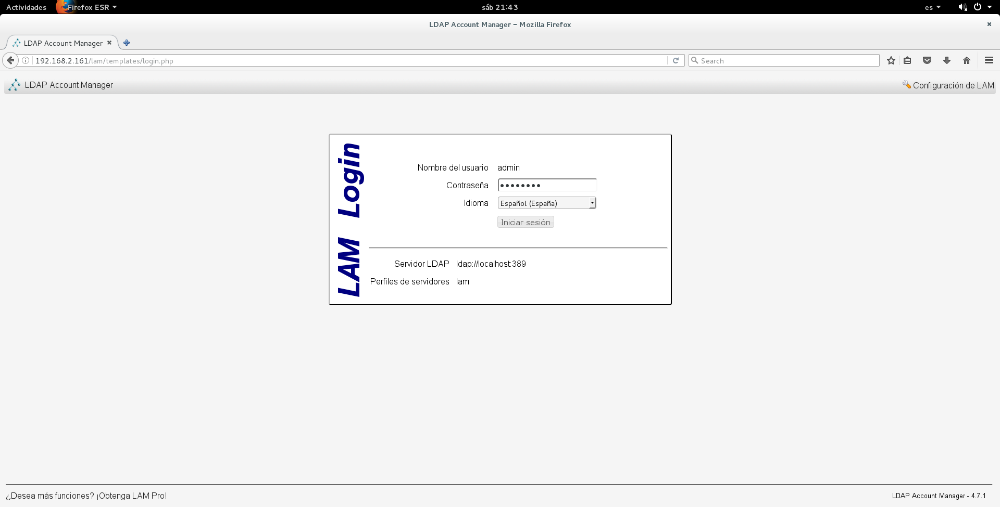 Actividades Firefox ESR sáb 21:43 es
LDAP Account Manager – Mozilla Firefox
LDAP Account Manager
192.168.2.161/lam/templates/login.php Search
LDAP Account Manager Configuración de LAM
LAM Login
Nombre del usuario admin
Contraseña ••••••••
Idioma Español (España)
Iniciar sesión
Servidor LDAP ldap://localhost:389
Perfiles de servidores lam
¿Desea más funciones? ¡Obtenga LAM Pro! LDAP Account Manager - 4.7.1